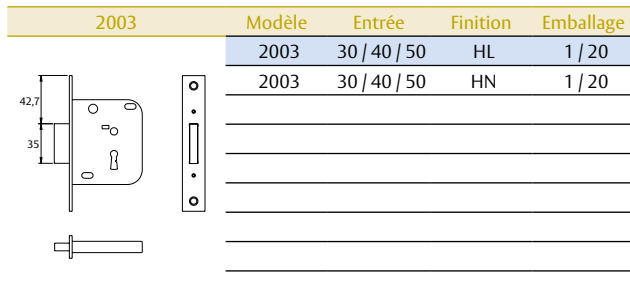 2003 Modèle Entrée Finition Emballage
2003 30 / 40 / 50 HL 1 / 20
2003 30 / 40 / 50 HN 1 / 20
42,7
35